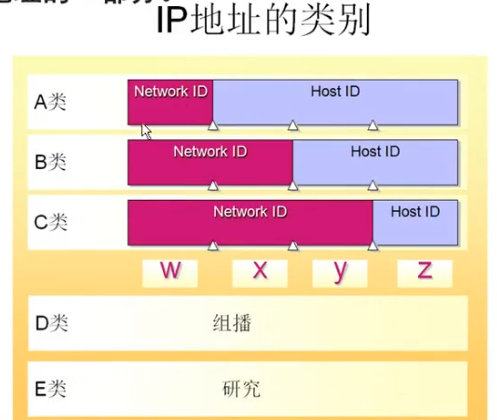 IP地址的类别
A类 Network ID Host ID
B类 Network ID Host ID
C类 Network ID Host ID
w x y z
D类 组播
E类 研究